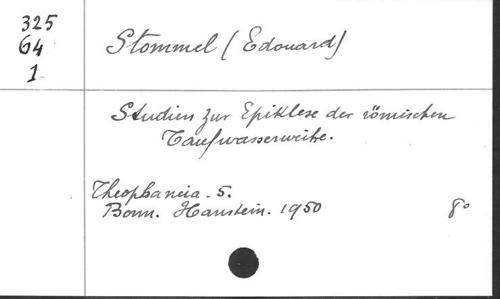 325
64
1
Stommel (Edouard)
Studien zur Epiklese der römischen
Taufwasserweihe.
Theophaneia. 5.
Bonn. Hanstein. 1950 8°